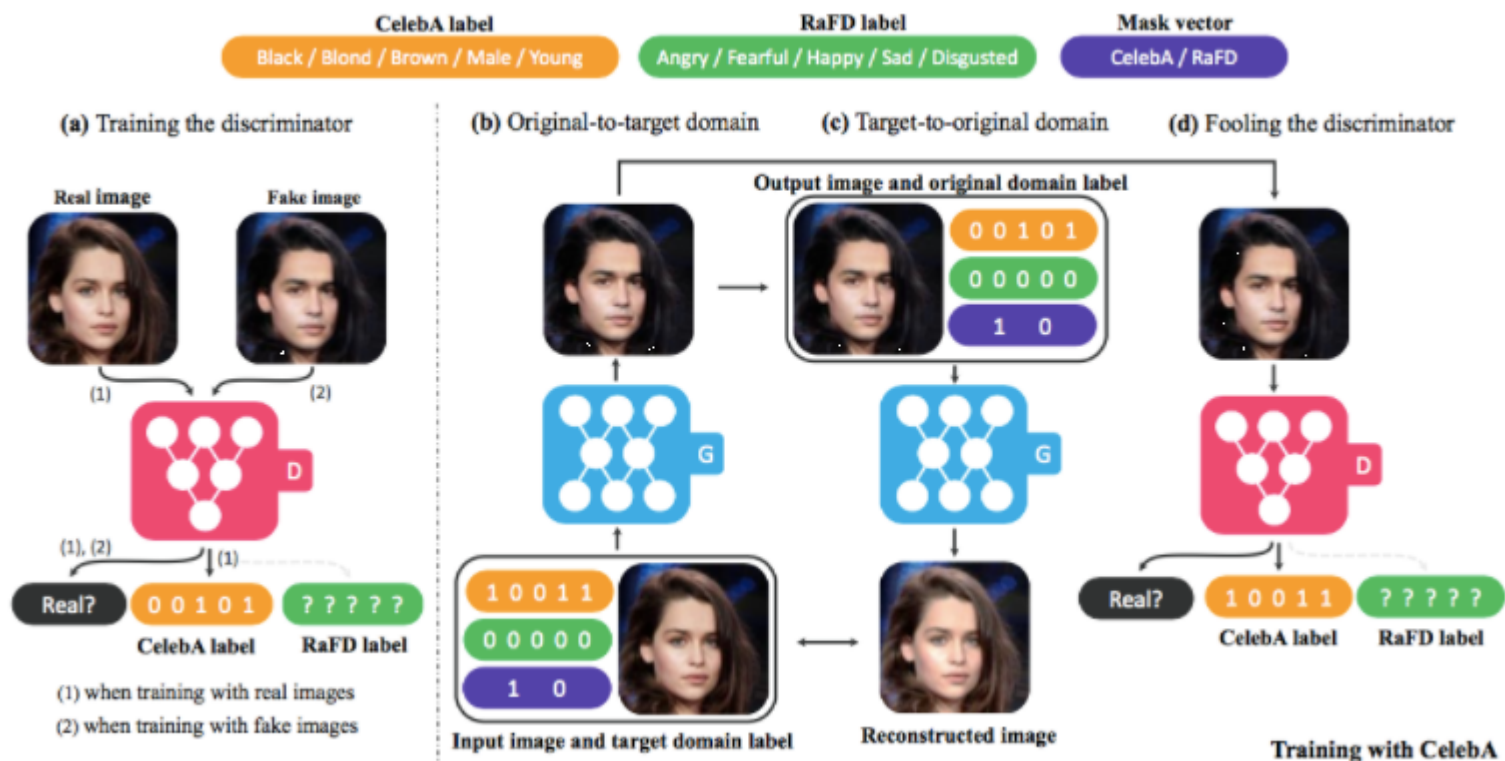 CelebA label
RaFD label
Mask vector
Black / Blond / Brown / Male / Young
Angry / Fearful / Happy / Sad / Disgusted
CelebA / RaFD
(a) Training the discriminator
(b) Original-to-target domain
(c) Target-to-original domain
(d) Fooling the discriminator
Real image
Fake image
Output image and original domain label
0 0 1 0 1
0 0 0 0 0
1 0
(1)
(2)
D
G
G
D
(1), (2)
(1)
Real?
0 0 1 0 1
? ? ? ? ?
CelebA label
RaFD label
1 0 0 1 1
0 0 0 0 0
1 0
Real?
1 0 0 1 1
? ? ? ? ?
CelebA label
RaFD label
(1) when training with real images
(2) when training with fake images
Input image and target domain label
Reconstructed image
Training with CelebA